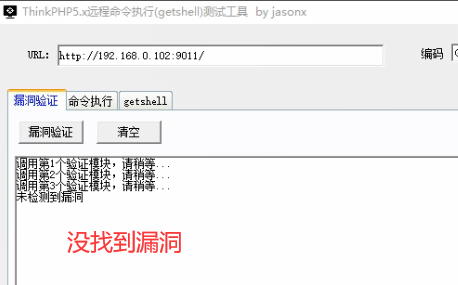 ThinkPHP5.x远程命令执行(getshell)测试工具 by jasonx
URL: http://192.168.0.102:9011/ 编码
漏洞验证 命令执行 getshell
漏洞验证 清空
调用第1个验证模块，请稍等...
调用第2个验证模块，请稍等...
调用第3个验证模块，请稍等...
未检测到漏洞
没找到漏洞